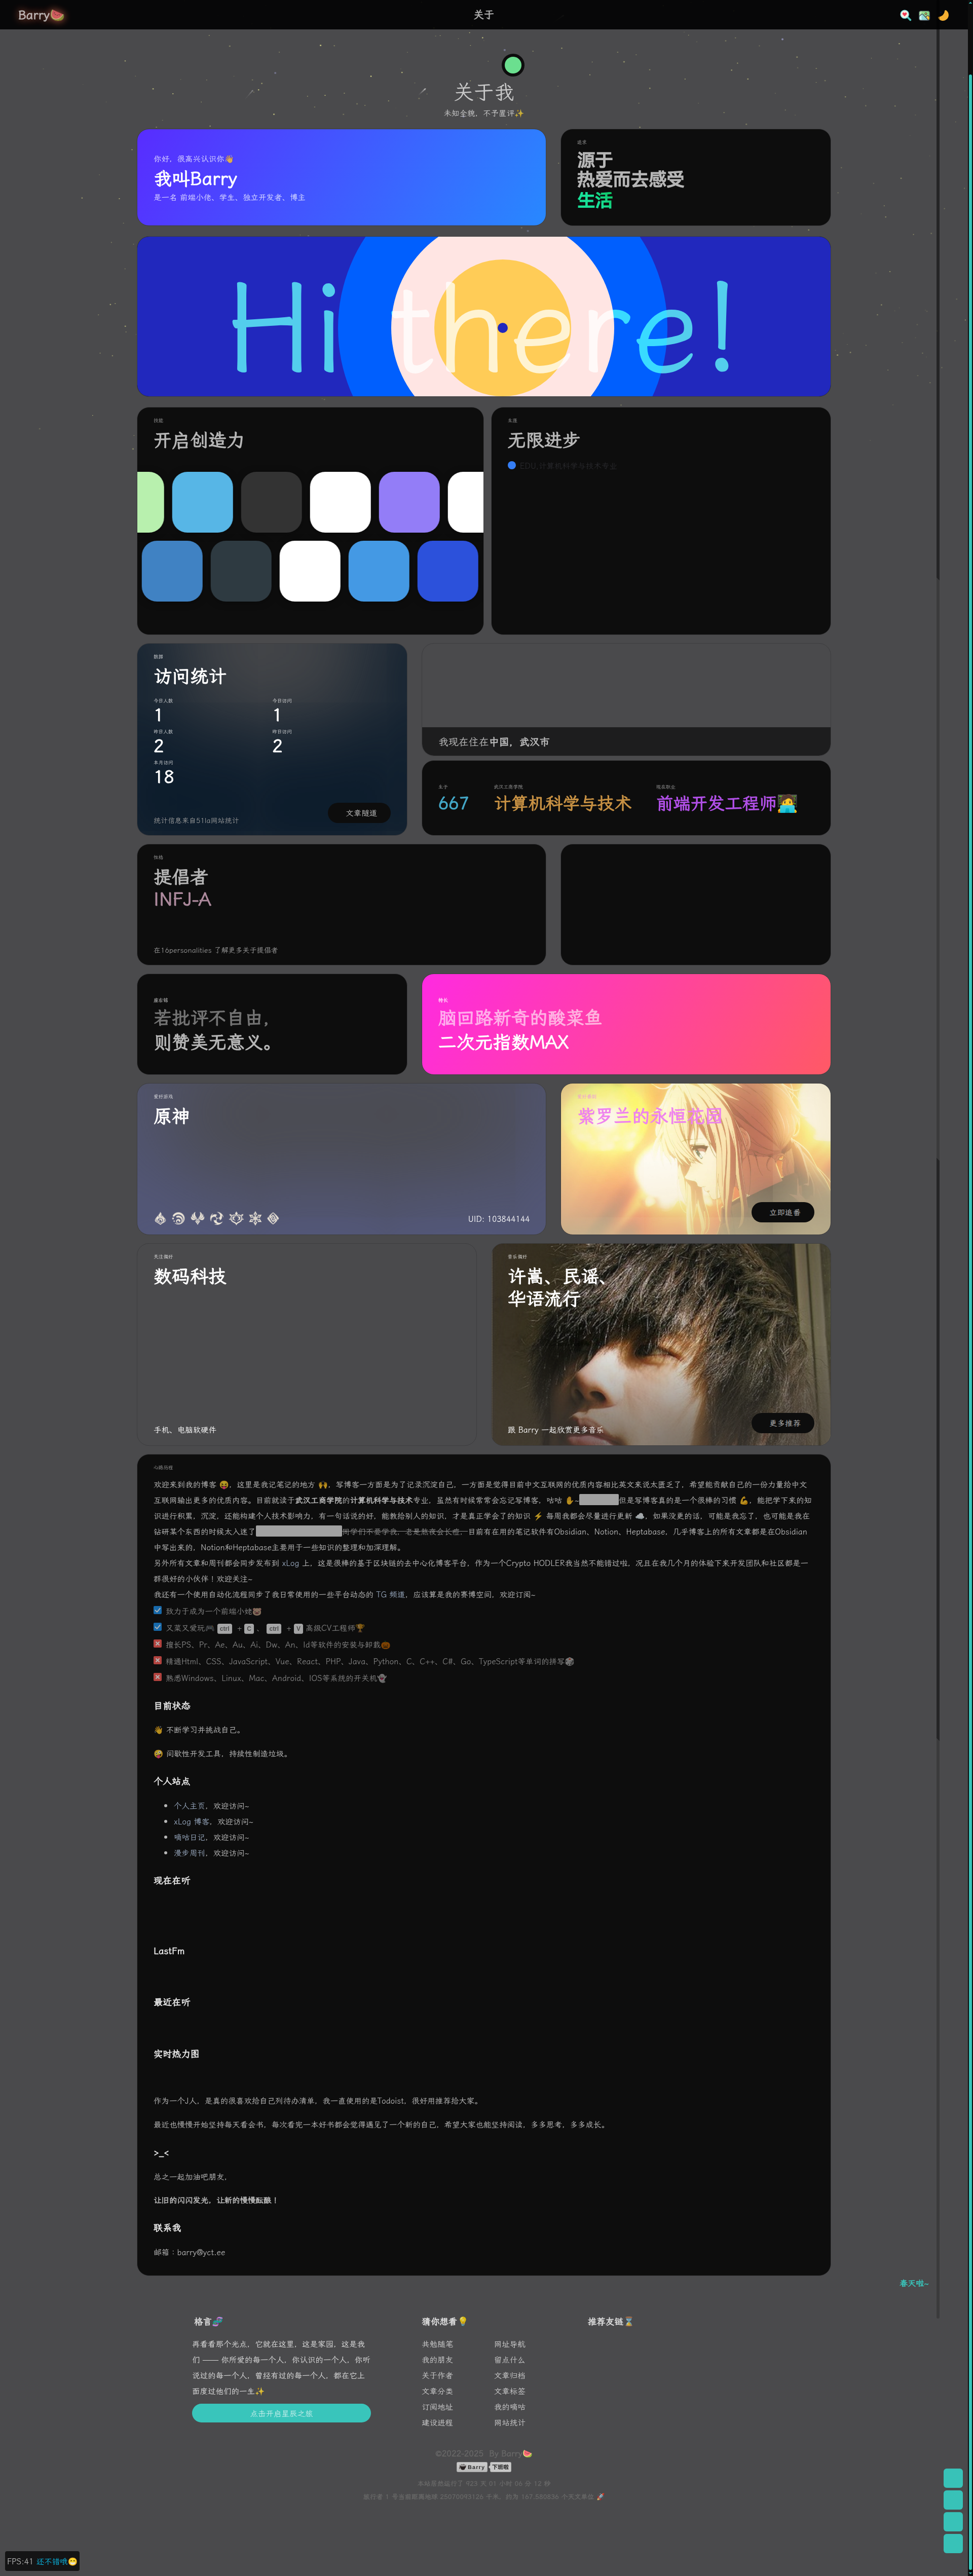 Barry🍉
关于
关于我
未知全貌，不予置评✨
你好，很高兴认识你👋
我叫Barry
是一名 前端小佬、学生、独立开发者、博主
追求
源于
热爱而去感受
生活
Hi there!
技能
开启创造力
生涯
无限进步
EDU,计算机科学与技术专业
数据
访问统计
今日人数
今日访问
1
1
昨日人数
昨日访问
2
2
本月访问
18
统计信息来自51la网站统计
文章隧道
我现在住在中国，武汉市
生于
武汉工商学院
现在职业
667
计算机科学与技术
前端开发工程师🧑‍💻
性格
提倡者
INFJ-A
在16personalities 了解更多关于提倡者
座右铭
若批评不自由，
则赞美无意义。
特长
脑回路新奇的酸菜鱼
二次元指数MAX
爱好游戏
原神
UID: 103844144
紫罗兰的永恒花园
立即追番
关注偏好
数码科技
手机、电脑软硬件
音乐偏好
许嵩、民谣、
华语流行
跟 Barry 一起欣赏更多音乐
更多推荐
欢迎来到我的博客 😝，这里是我记笔记的地方 🙌，写博客一方面是为了记录沉淀自己，一方面是觉得目前中文互联网的优质内容相比英文来说太匮乏了，希望能贡献自己的一份力量给中文
互联网输出更多的优质内容。目前就读于武汉工商学院的计算机科学与技术专业，虽然有时候常常会忘记写博客，咕咕 ✋~但是写博客真的是一个很棒的习惯 💪，能把学下来的知
识进行积累，沉淀，还能构建个人技术影响力，有一句话说的好，能教给别人的知识，才是真正学会了的知识 ⚡ 每周我都会尽量进行更新 ☁️，如果没更的话，可能是我忘了，也可能是我在
钻研某个东西的时候太入迷了同学们不要学我，老是熬夜会长痘，目前有在用的笔记软件有Obsidian、Notion、Heptabase，几乎博客上的所有文章都是在Obsidian
中写出来的，Notion和Heptabase主要用于一些知识的整理和加深理解。
另外所有文章和周刊都会同步发布到 xLog 上，这是很棒的基于区块链的去中心化博客平台，作为一个Crypto HODLER我当然不能错过啦，况且在我几个月的体验下来开发团队和社区都是一
群很好的小伙伴！欢迎关注~
我还有一个使用自动化流程同步了我日常使用的一些平台动态的 TG 频道，应该算是我的赛博空间，欢迎订阅~
致力于成为一个前端小佬🐻
又菜又爱玩🎮 ctrl + C ， ctrl + V 高级CV工程师🏆
擅长PS、Pr、Ae、Au、Ai、Dw、An、Id等软件的安装与卸载🎃
精通Html、CSS、JavaScript、Vue、React、PHP、Java、Python、C、C++、C#、Go、TypeScript等单词的拼写🎲
熟悉Windows、Linux、Mac、Android、IOS等系统的开关机👻
目前状态
👋 不断学习并挑战自己。
🤪 间歇性开发工具，持续性制造垃圾。
个人站点
个人主页，欢迎访问~
xLog 博客，欢迎访问~
嘀咕日记，欢迎访问~
漫步周刊，欢迎访问~
现在在听
LastFm
最近在听
实时热力图
作为一个J人，是真的很喜欢给自己列待办清单，我一直使用的是Todoist，很好用推荐给大家。
最近也慢慢开始坚持每天看会书，每次看完一本好书都会觉得遇见了一个新的自己，希望大家也能坚持阅读，多多思考，多多成长。
>_<
总之一起加油吧朋友，
让旧的闪闪发光，让新的慢慢酝酿！
联系我
邮箱：barry@yct.ee
春天啦~
格言🧬
猜你想看💡
推荐友链⌛
再看看那个光点，它就在这里，这是家园，这是我
们 —— 你所爱的每一个人，你认识的一个人，你听
说过的每一个人，曾经有过的每一个人，都在它上
面度过他们的一生✨
点击开启星辰之旅
共勉随笔
网址导航
我的朋友
留点什么
关于作者
文章归档
文章分类
文章标签
订阅地址
我的嘀咕
建设进程
网站统计
©2022-2025 By Barry🍉
Barry
下班啦
FPS:41 还不错哦😁